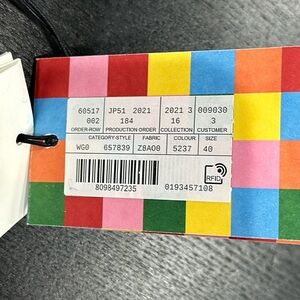 60517 JP51 2021 2021 3 009030
002 184 16 3
ORDER-ROW PRODUCTION ORDER COLLECTION CUSTOMER
CATEGORY-STYLE FABRIC COLOUR SIZE
WG0 657839 Z8A00 5237 40
RFID
8098497235 0193457108